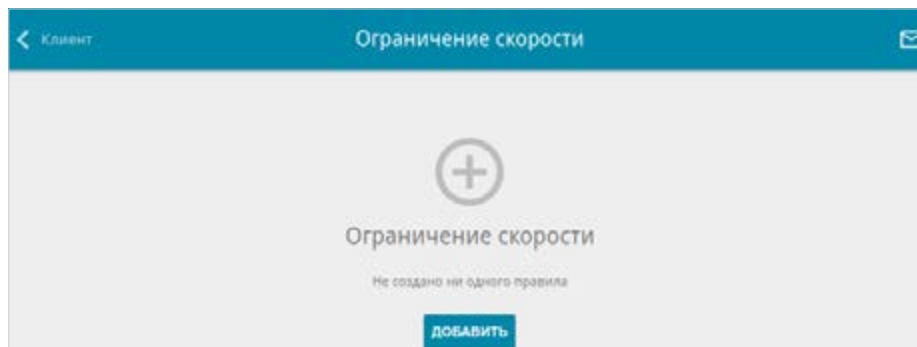 Клиент
Ограничение скорости
Ограничение скорости
Не создано ни одного правила
ДОБАВИТЬ